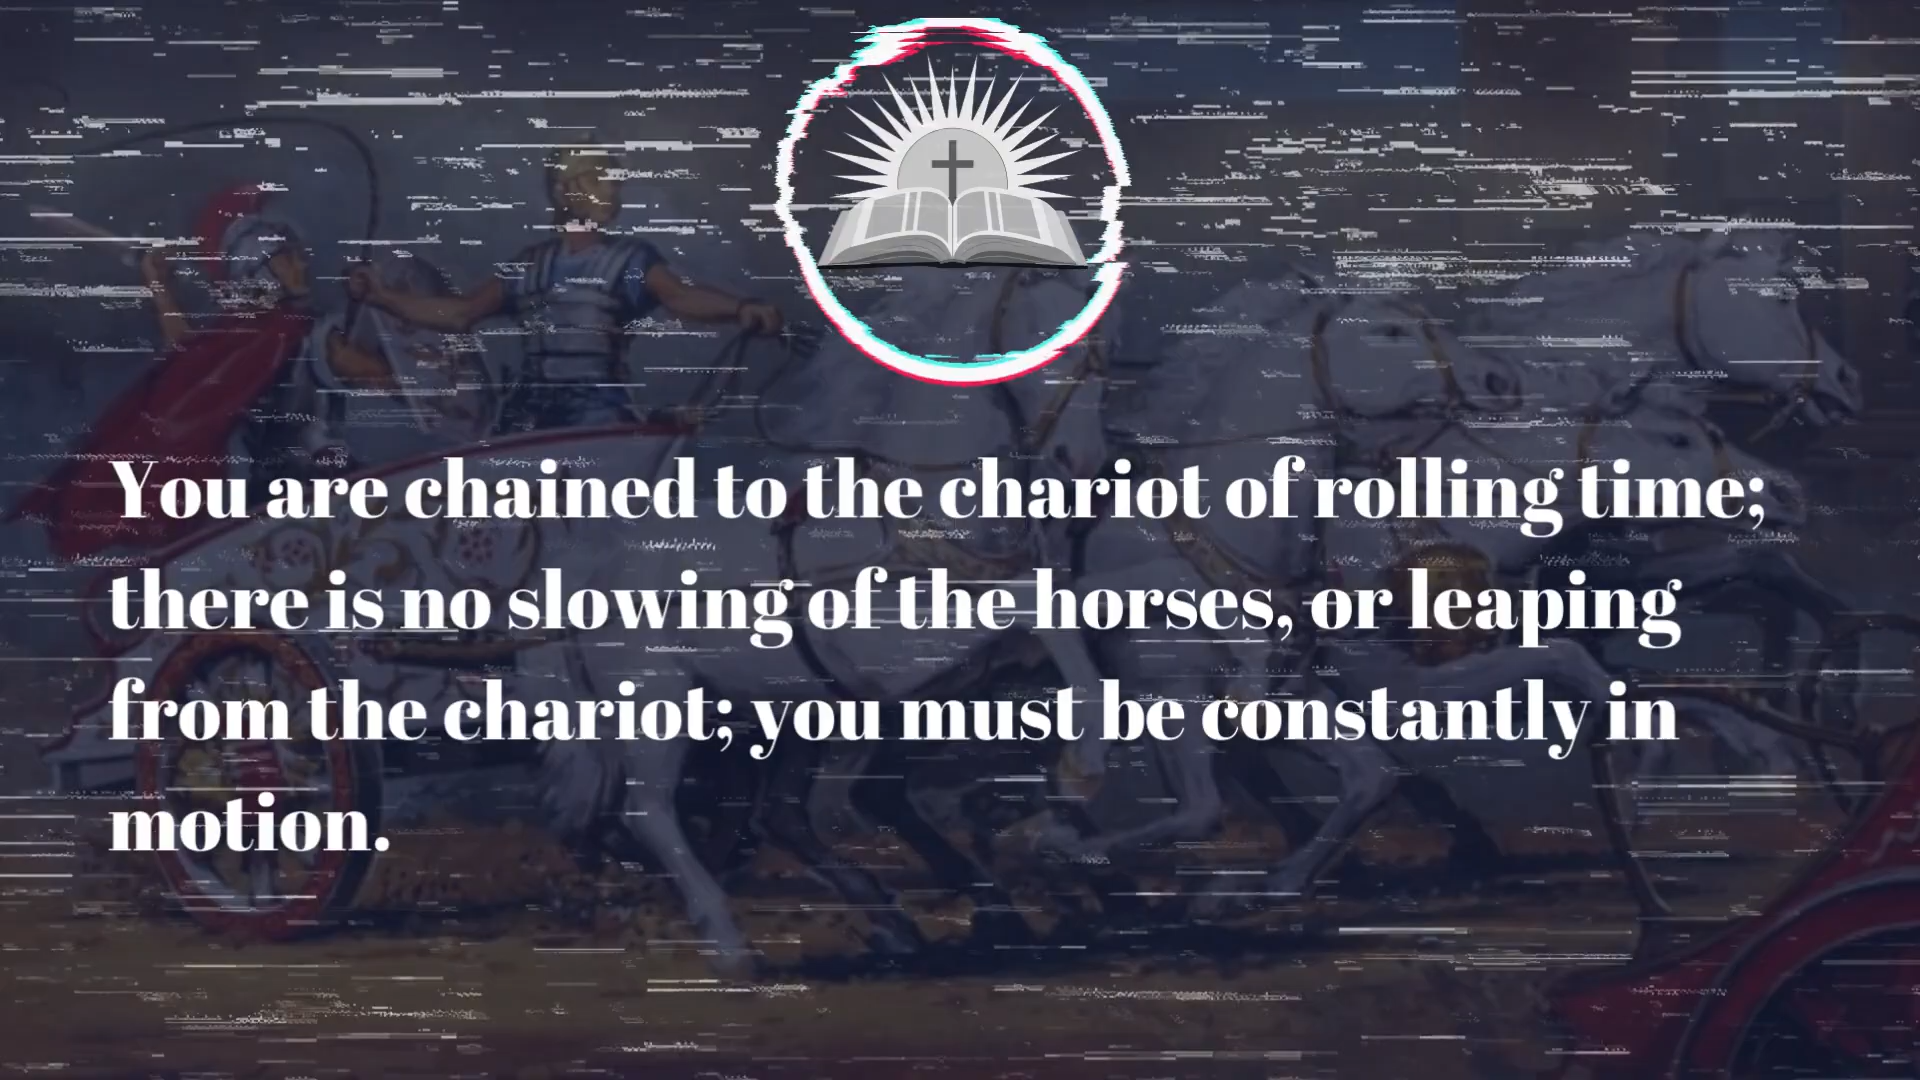 You are chained to the chariot of rolling time;
there is no slowing of the horses, or leaping
from the chariot; you must be constantly in
motion.